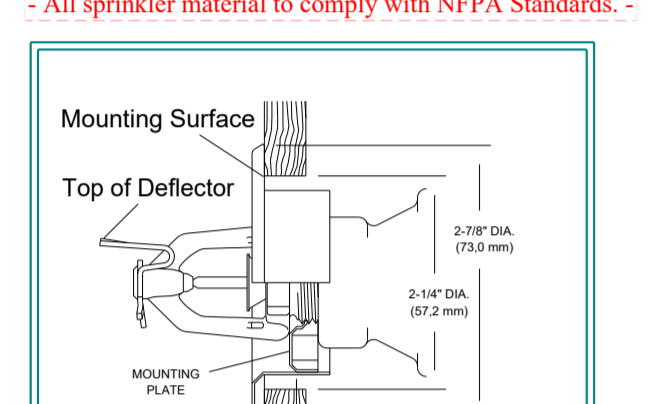 - All sprinkler material to comply with NFPA Standards. -
Mounting Surface
Top of Deflector
2-7/8" DIA.
(73,0 mm)
2-1/4" DIA.
(57,2 mm)
MOUNTING
PLATE